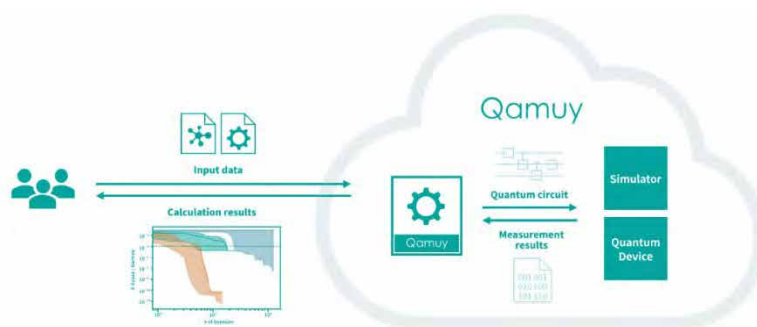 Qamuy
Input data
Calculation results
Qamuy
Quantum circuit
Measurement
results
Simulator
Quantum
Device